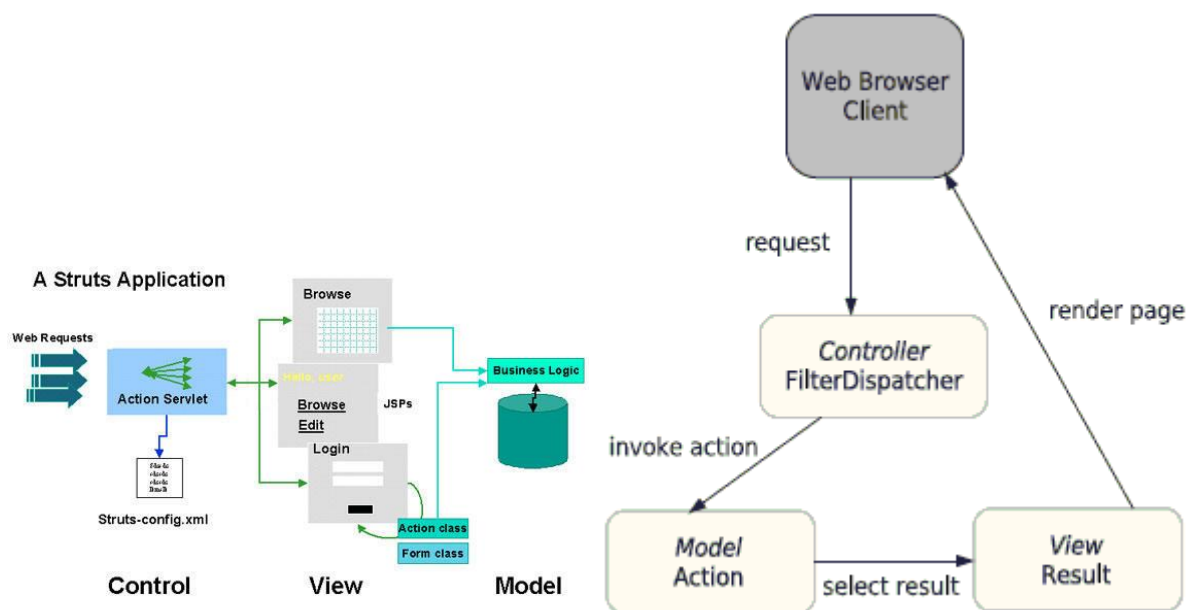 A Struts Application
Web Requests
Action Servlet
Struts-config.xml
Control
Browse
Hello, user
Browse
Edit
JSPs
Login
Action class
Form class
View
Business Logic
Model
Web Browser
Client
request
Controller
FilterDispatcher
invoke action
Model
Action
select result
View
Result
render page